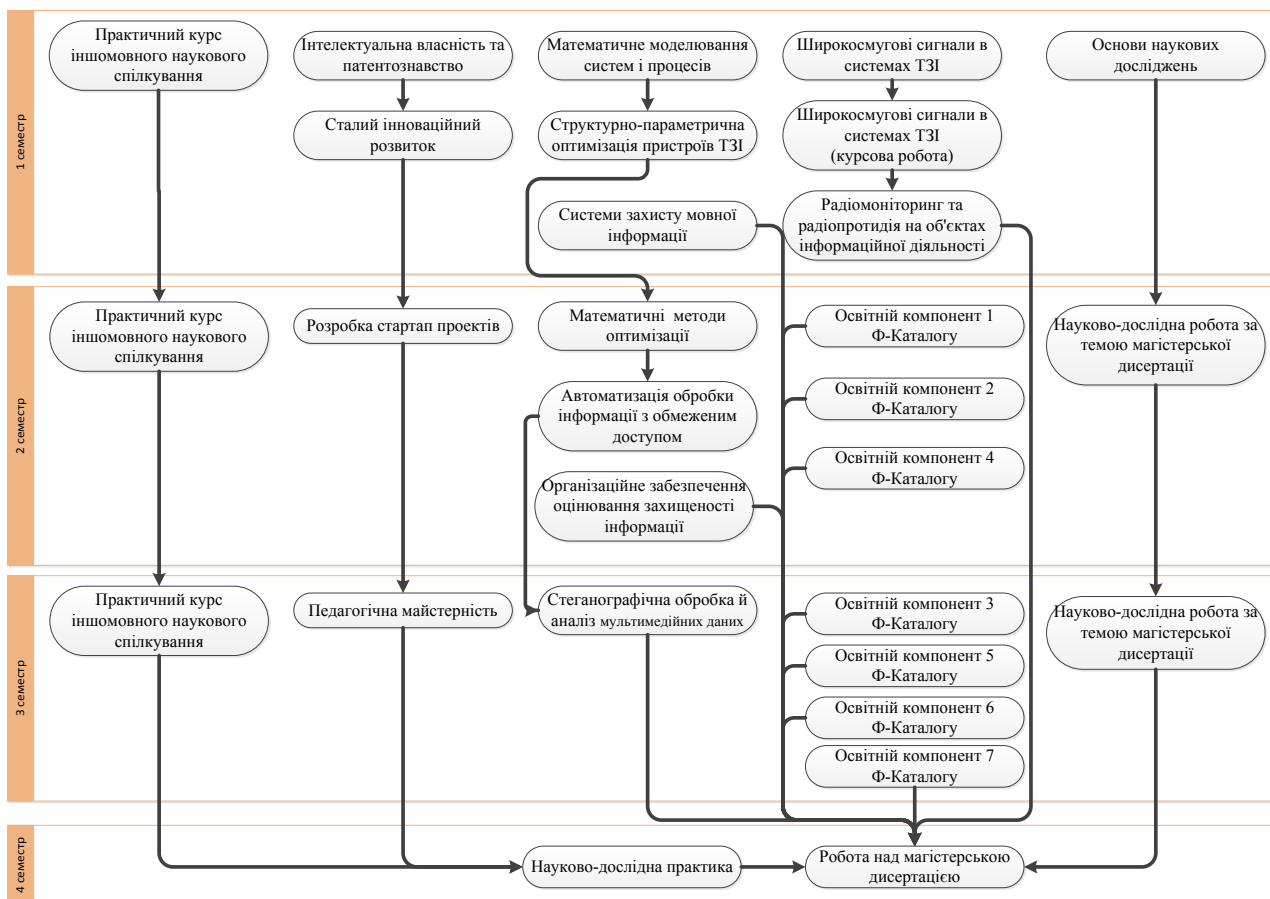 1 семестр
Практичний курс
іншомовного наукового
спілкування
Інтелектуальна власність та
патентознавство
Математичне моделювання
систем і процесів
Широкосмугові сигнали в
системах ТЗІ
Основи наукових
досліджень
Сталий інноваційний
розвиток
Структурно-параметрична
оптимізація пристроїв ТЗІ
Широкосмугові сигнали в
системах ТЗІ
(курсова робота)
Системи захисту мовної
інформації
Радіомоніторинг та
радіопротидія на об'єктах
інформаційної діяльності
2 семестр
Практичний курс
іншомовного наукового
спілкування
Розробка стартап проектів
Математичні методи
оптимізації
Освітній компонент 1
Ф-Каталогу
Науково-дослідна робота за
темою магістерської
дисертації
Автоматизація обробки
інформації з обмеженим
доступом
Освітній компонент 2
Ф-Каталогу
Організаційне забезпечення
оцінювання захищеності
інформації
Освітній компонент 4
Ф-Каталогу
3 семестр
Практичний курс
іншомовного наукового
спілкування
Педагогічна майстерність
Стеганографічна обробка й
аналіз мультимедійних даних
Освітній компонент 3
Ф-Каталогу
Науково-дослідна робота за
темою магістерської
дисертації
Освітній компонент 5
Ф-Каталогу
Освітній компонент 6
Ф-Каталогу
Освітній компонент 7
Ф-Каталогу
4 семестр
Науково-дослідна практика
Робота над магістерською
дисертацією